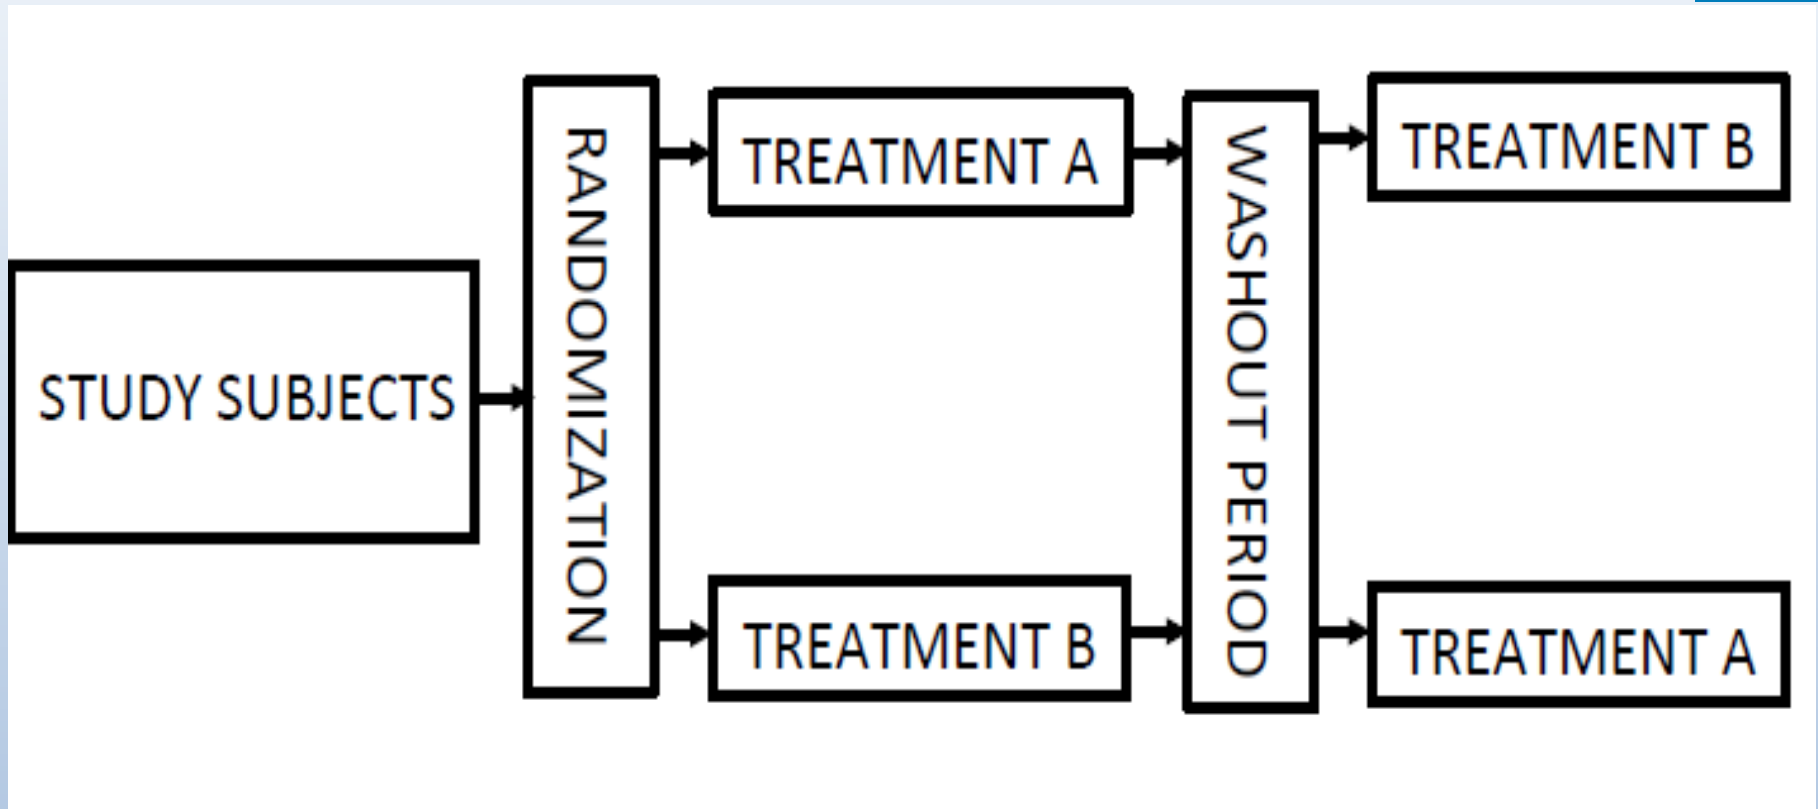 STUDY SUBJECTS
RANDOMIZATION
TREATMENT A
TREATMENT B
WASHOUT PERIOD
TREATMENT B
TREATMENT A